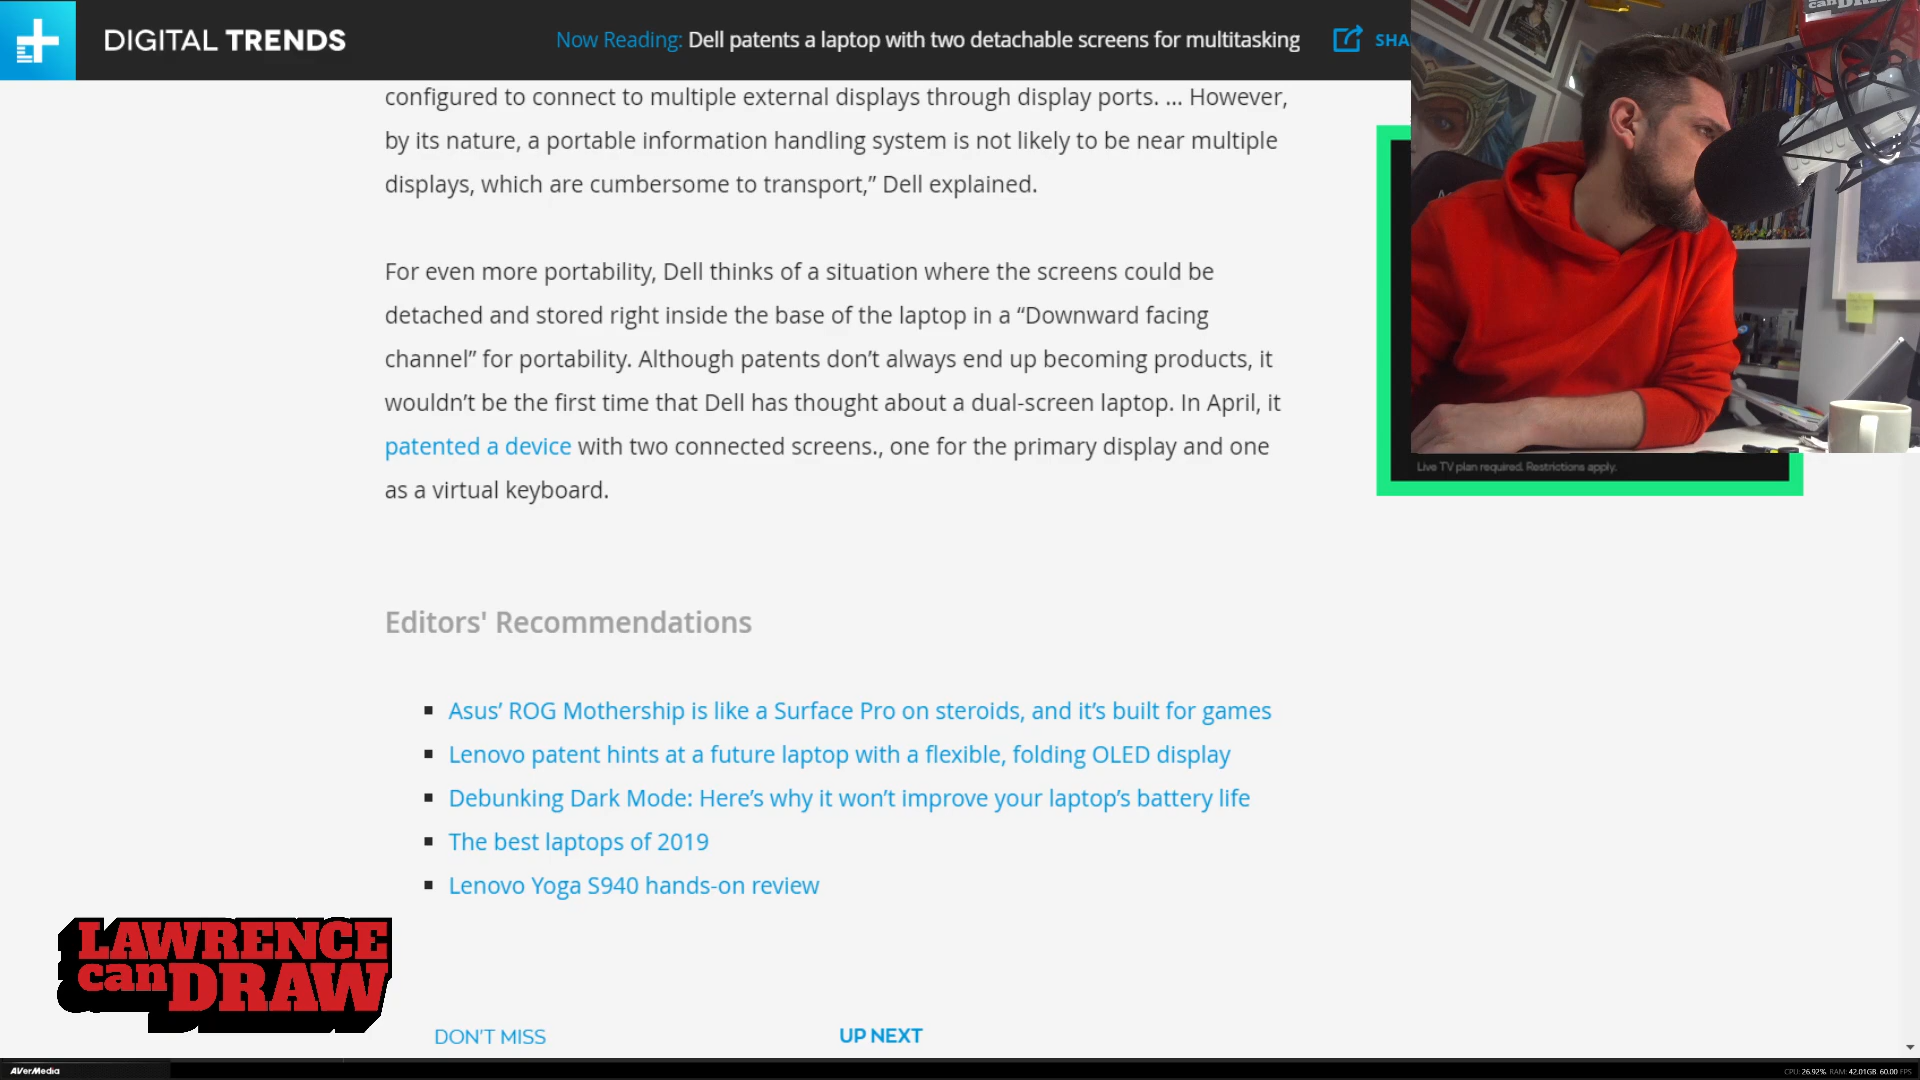 DIGITAL TRENDS
Now Reading: Dell patents a laptop with two detachable screens for multitasking
SHA
configured to connect to multiple external displays through display ports. ... However,
by its nature, a portable information handling system is not likely to be near multiple
displays, which are cumbersome to transport,” Dell explained.
For even more portability, Dell thinks of a situation where the screens could be
detached and stored right inside the base of the laptop in a “Downward facing
channel” for portability. Although patents don’t always end up becoming products, it
wouldn’t be the first time that Dell has thought about a dual-screen laptop. In April, it
patented a device with two connected screens., one for the primary display and one
as a virtual keyboard.
Live TV plan required. Restrictions apply.
Editors' Recommendations
Asus’ ROG Mothership is like a Surface Pro on steroids, and it’s built for games
Lenovo patent hints at a future laptop with a flexible, folding OLED display
Debunking Dark Mode: Here’s why it won’t improve your laptop’s battery life
The best laptops of 2019
Lenovo Yoga S940 hands-on review
LAWRENCE
can DRAW
DON'T MISS
UP NEXT
AVerMedia
CPU: 26.92% RAM: 42.01GB 60.00 FPS